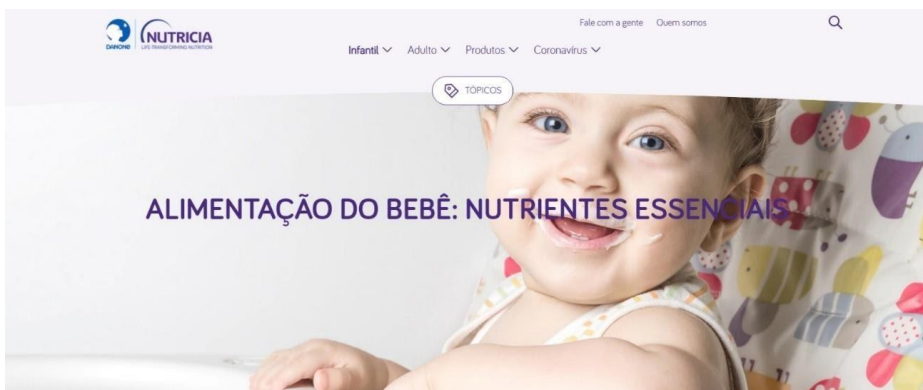 Fale com a gente Quem somos
DANONE
NUTRICIA
LIFE-TRANSFORMING NUTRITION
Infantil Adulto Produtos Coronavírus
TÓPICOS
ALIMENTAÇÃO DO BEBÊ: NUTRIENTES ESSENCIAIS